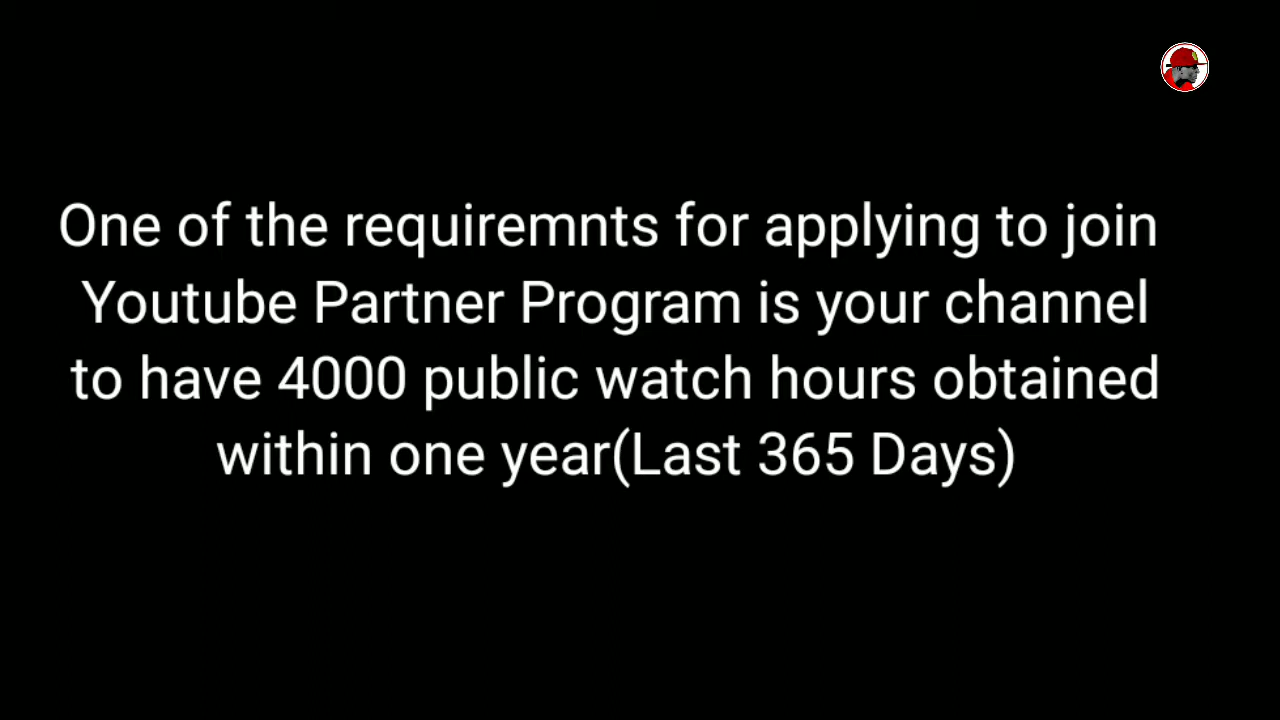 One of the requiremnts for applying to join
Youtube Partner Program is your channel
to have 4000 public watch hours obtained
within one year(Last 365 Days)